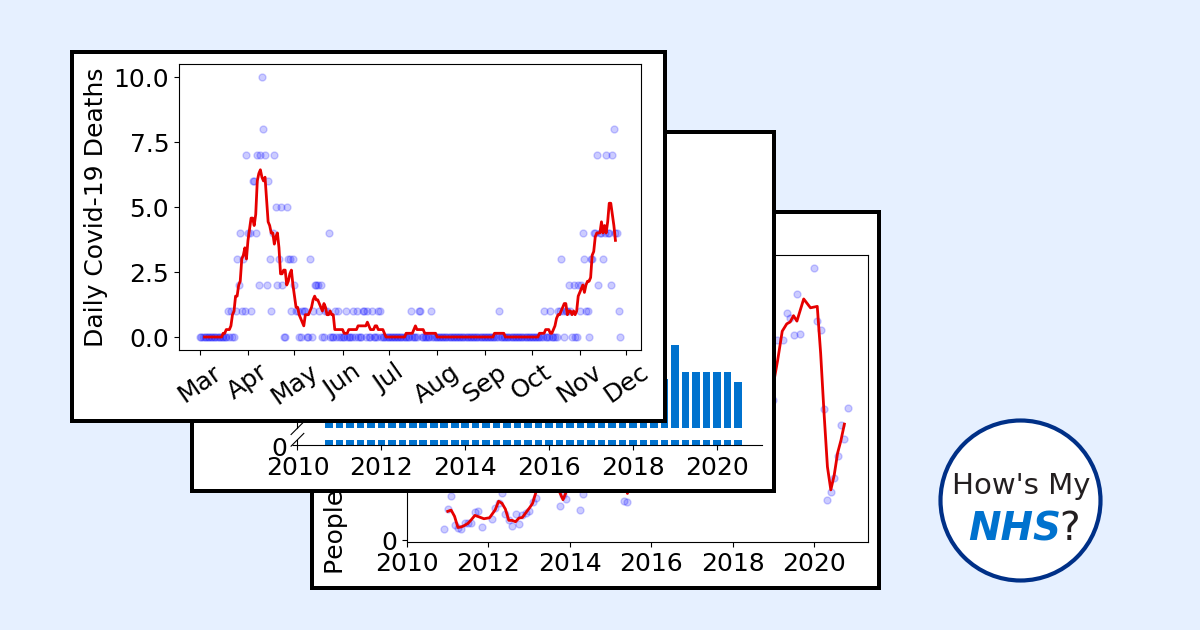 Daily Covid-19 Deaths
10.0
7.5
5.0
2.5
0.0
Mar Apr May Jun Jul Aug Sep Oct Nov Dec
0
2010 2012 2014 2016 2018 2020
People
0
2010 2012 2014 2016 2018 2020
How's My
NHS?